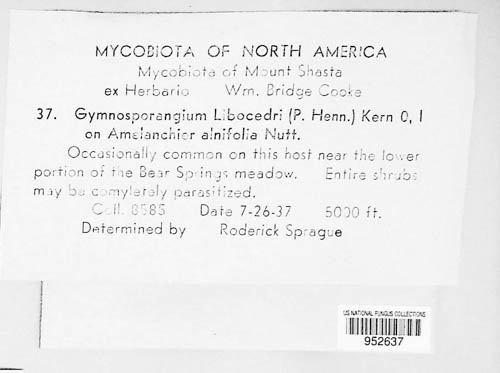 MYCOBIOTA OF NORTH AMERICA
Mycobiota of Mount Shasta
ex Herbario Wm. Bridge Cooke
37. Gymnosporangium Libocedri (P. Henn.) Kern 0, I
on Amelanchier alnifolia Nutt.
Occasionally common on this host near the lower
portion of the Bear Springs meadow. Entire shrubs
may be comyletely parasitized.
Coll. 8585 Date 7-26-37 5000 ft.
Determined by Roderick Sprague
US NATIONAL FUNGUS COLLECTIONS
952637